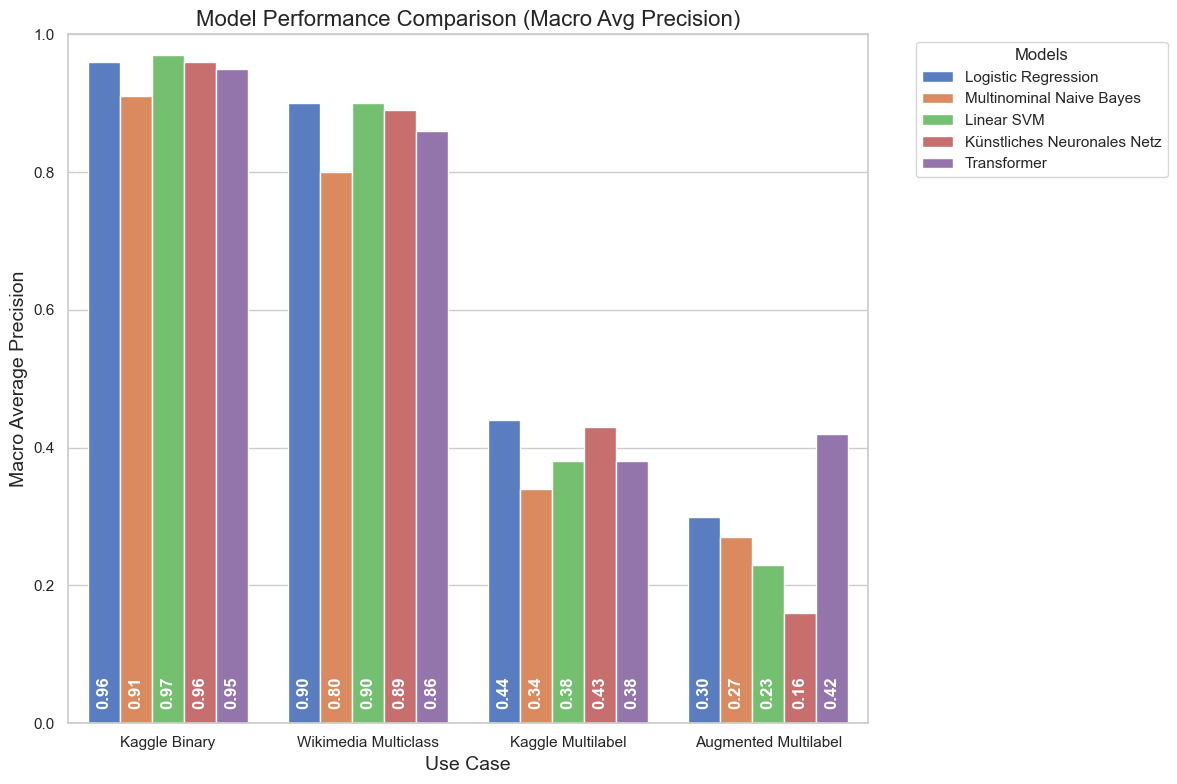 Model Performance Comparison (Macro Avg Precision)
Macro Average Precision
1.0
0.8
0.6
0.4
0.2
0.0
0.96
0.91
0.97
0.96
0.95
0.90
0.80
0.90
0.89
0.86
0.44
0.34
0.38
0.43
0.38
0.30
0.27
0.23
0.16
0.42
Kaggle Binary
Wikimedia Multiclass
Kaggle Multilabel
Augmented Multilabel
Use Case
Models
Logistic Regression
Multinominal Naive Bayes
Linear SVM
Künstliches Neuronales Netz
Transformer